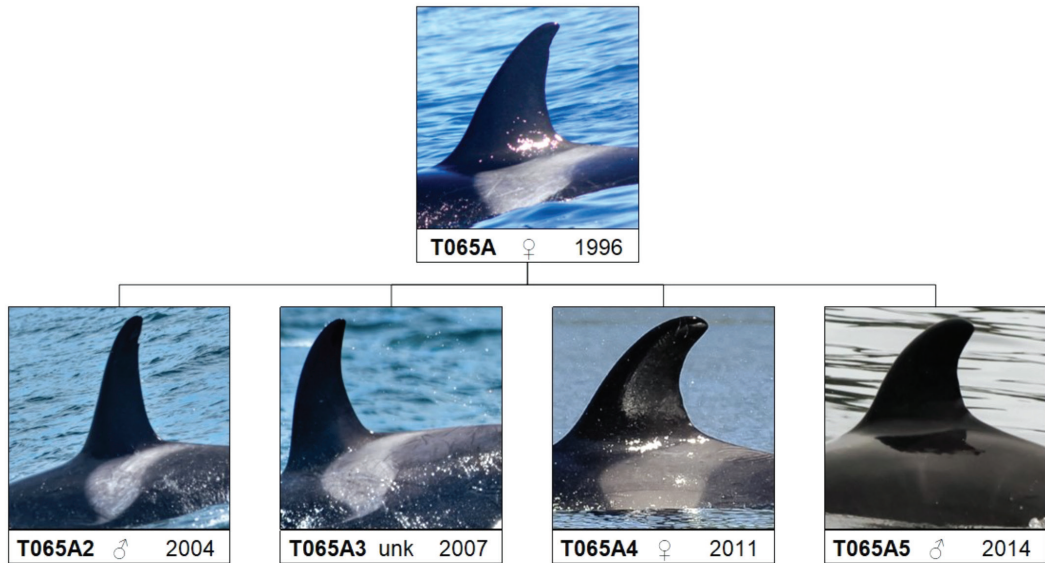 T065A ♀ 1996
T065A2 ♂ 2004
T065A3 unk 2007
T065A4 ♀ 2011
T065A5 ♂ 2014